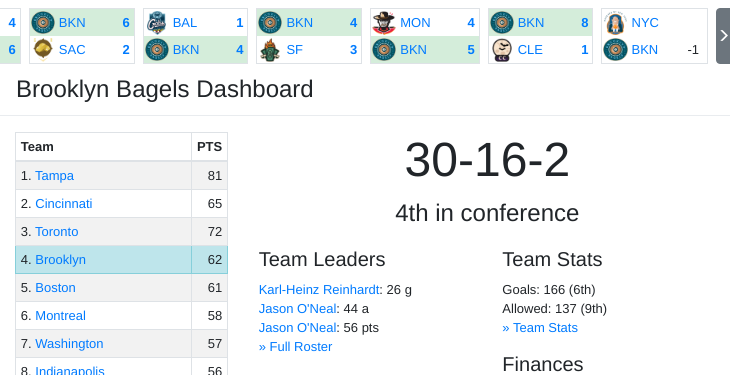 4 BKN 6 BAL 1 BKN 4 MON 4 BKN 8 NYC
6 SAC 2 BKN 4 SF 3 BKN 5 CLE 1 BKN -1
Brooklyn Bagels Dashboard
Team PTS
1. Tampa 81
2. Cincinnati 65
3. Toronto 72
4. Brooklyn 62
5. Boston 61
6. Montreal 58
7. Washington 57
8. Indianapolis 56
30-16-2
4th in conference
Team Leaders
Karl-Heinz Reinhardt: 26 g
Jason O'Neal: 44 a
Jason O'Neal: 56 pts
» Full Roster
Team Stats
Goals: 166 (6th)
Allowed: 137 (9th)
» Team Stats
Finances